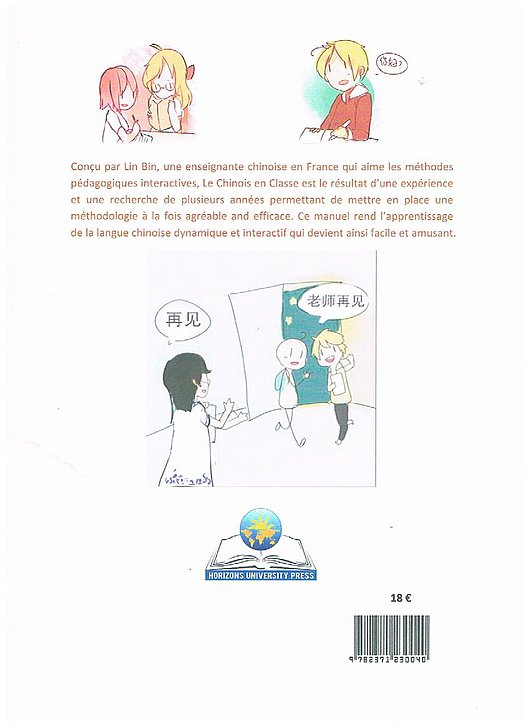 你好?
Conçu par Lin Bin, une enseignante chinoise en France qui aime les méthodes
pédagogiques interactives, Le Chinois en Classe est le résultat d'une expérience
et une recherche de plusieurs années permettant de mettre en place une
méthodologie à la fois agréable and efficace. Ce manuel rend l'apprentissage
de la langue chinoise dynamique et interactif qui devient ainsi facile et amusant.
再见
老师再见
HORIZONS UNIVERSITY PRESS
18 €
9 782371 230040